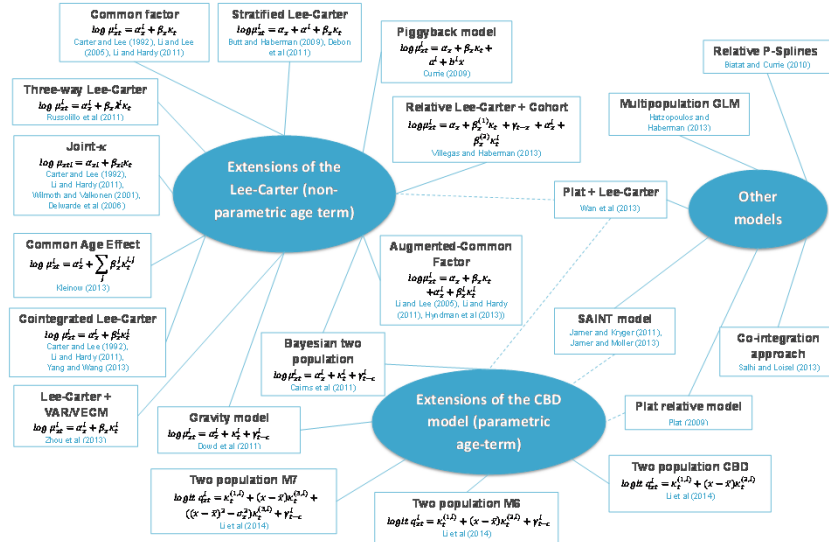 Common factor
log μ^i_xt = α^i_x + β_x κ_t
Carter and Lee (1992), Li and Lee
(2005), Li and Hardy (2011)
Stratified Lee-Carter
log μ^i_xt = α_x + α^i + β_x κ_t
Butt and Haberman (2009), Debon
et al (2011)
Piggyback model
log μ^i_xt = α_x + β_x κ_t +
a^i + b^i x
Currie (2009)
Relative P-Splines
Biatat and Currie (2010)
Three-way Lee-Carter
log μ^i_xt = α^i_x + β_x λ^i κ_t
Russolillo et al (2011)
Relative Lee-Carter + Cohort
log μ^i_xt = α_x + β_x^(1) κ_t + γ_t−x + α^i_x +
β_x^(2) κ^i_t
Villegas and Haberman (2013)
Multipopulation GLM
Hatzopoulos and
Haberman (2013)
Joint-κ
log μ_xti = α_xi + β_xi κ_t
Carter and Lee (1992),
Li and Hardy (2011),
Wilmoth and Valkonen (2001),
Delwarde et al (2006)
Extensions of the
Lee-Carter (non-
parametric age term)
Plat + Lee-Carter
Wan et al (2013)
Other
models
Common Age Effect
log μ^i_xt = α^i_x + ∑_j β^j_x κ^i,j_t
Kleinow (2013)
Augmented-Common
Factor
log μ^i_xt = α_x + β_x κ_t
+α^i_x + β^i_x κ^i_t
Li and Lee (2005), Li and Hardy
(2011), Hyndman et al (2013))
Cointegrated Lee-Carter
log μ^i_xt = α^i_x + β^i_x κ^i_t
Carter and Lee (1992),
Li and Hardy (2011),
Yang and Wang (2013)
SAINT model
Jarner and Kryger (2011),
Jarner and Moller (2013)
Bayesian two
population
log μ^i_xt = α^i_x + κ^i_t + γ^i_t−c
Cairns et al (2011)
Co-integration
approach
Salhi and Loisel (2013)
Lee-Carter +
VAR/VECM
log μ^i_xt = α^i_x + β_x κ^i_t
Zhou et al (2013)
Gravity model
log μ^i_xt = α^i_x + κ^i_t + γ^i_t−c
Dowd et al (2011)
Extensions of the CBD
model (parametric
age-term)
Plat relative model
Plat (2009)
Two population M7
logit q^i_xt = κ_t^(1,i) + (x − x̄)κ_t^(2,i) +
((x − x̄)² − σ²_x)κ_t^(3,i) + γ^i_t−c
Li et al (2014)
Two population M6
logit q^i_xt = κ_t^(1,i) + (x − x̄)κ_t^(2,i) + γ^i_t−c
Li et al (2014)
Two population CBD
logit q^i_xt = κ_t^(1,i) + (x − x̄)κ_t^(2,i)
Li et al (2014)